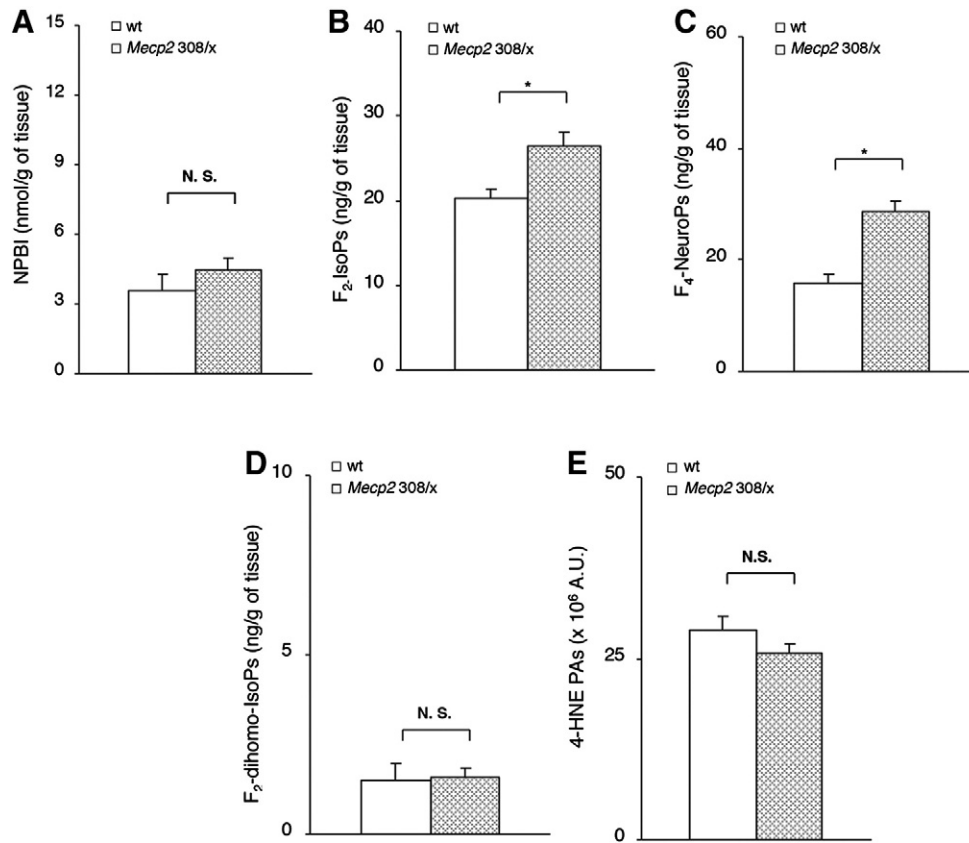 A
wt
Mecp2 308/x
NPBI (nmol/g of tissue)
15
12
9
6
3
0
N. S.
B
wt
Mecp2 308/x
F₂-IsoPs (ng/g of tissue)
40
30
20
10
0
*
C
wt
Mecp2 308/x
F₄-NeuroPs (ng/g of tissue)
60
40
20
0
*
D
wt
Mecp2 308/x
F₂-dihomo-IsoPs (ng/g of tissue)
10
5
0
N. S.
E
wt
Mecp2 308/x
4-HNE PAs (x 10⁶ A.U.)
50
25
0
N.S.